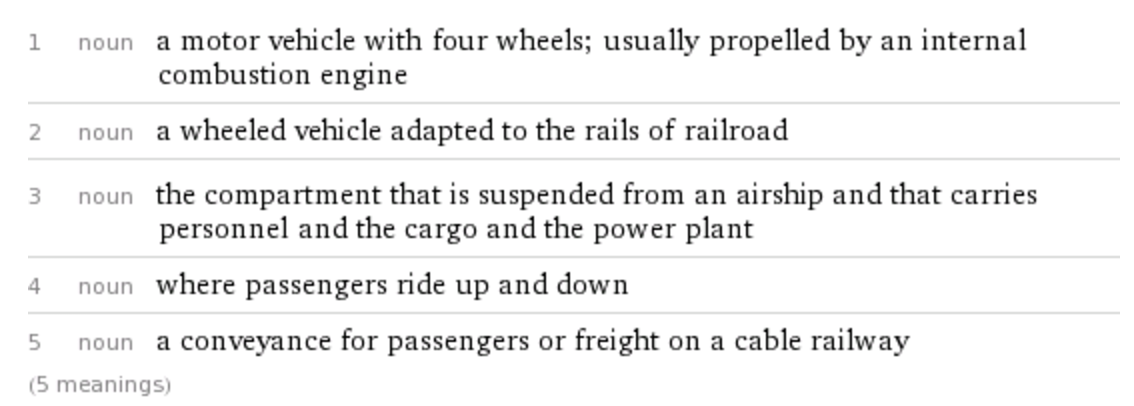 1 noun a motor vehicle with four wheels; usually propelled by an internal
combustion engine
2 noun a wheeled vehicle adapted to the rails of railroad
3 noun the compartment that is suspended from an airship and that carries
personnel and the cargo and the power plant
4 noun where passengers ride up and down
5 noun a conveyance for passengers or freight on a cable railway
(5 meanings)